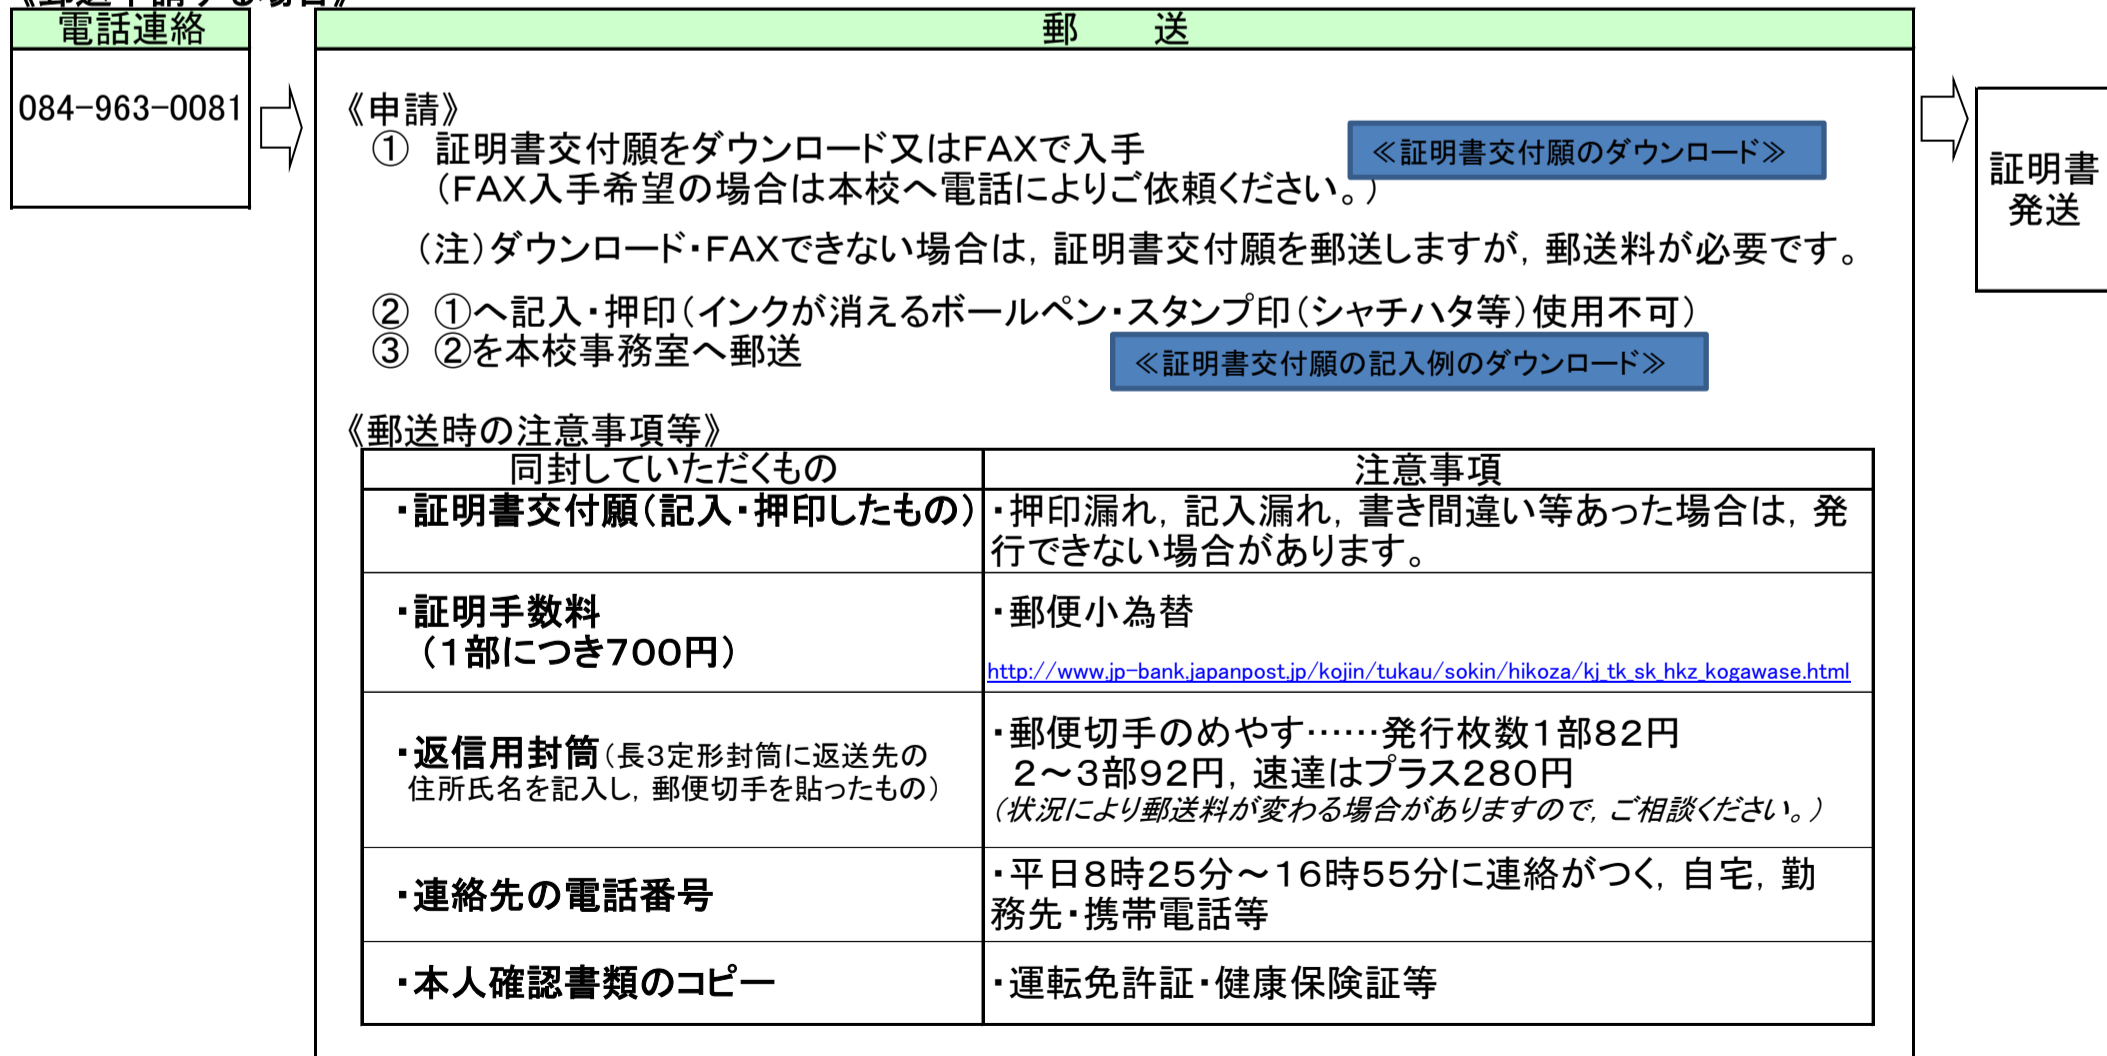 《郵送申請する場合》
電話連絡
084-963-0081
郵　　送
《申請》
①　証明書交付願をダウンロード又はFAXで入手
（FAX入手希望の場合は本校へ電話によりご依頼ください。）
≪証明書交付願のダウンロード≫
（注）ダウンロード・FAXできない場合は，証明書交付願を郵送しますが，郵送料が必要です。
②　①へ記入・押印（インクが消えるボールペン・スタンプ印（シャチハタ等）使用不可）
③　②を本校事務室へ郵送
≪証明書交付願の記入例のダウンロード≫
《郵送時の注意事項等》
同封していただくもの
注意事項
・証明書交付願（記入・押印したもの）
・押印漏れ，記入漏れ，書き間違い等あった場合は，発
行できない場合があります。
・証明手数料
（1部につき700円）
・郵便小為替
http://www.jp-bank.japanpost.jp/kojin/tukau/sokin/hikoza/kj_tk_sk_hkz_kogawase.html
・返信用封筒（長3定形封筒に返送先の
住所氏名を記入し，郵便切手を貼ったもの）
・郵便切手のめやす……発行枚数1部82円
2～3部92円，速達はプラス280円
（状況により郵送料が変わる場合がありますので，ご相談ください。）
・連絡先の電話番号
・平日8時25分～16時55分に連絡がつく，自宅，勤
務先・携帯電話等
・本人確認書類のコピー
・運転免許証・健康保険証等
証明書
発送